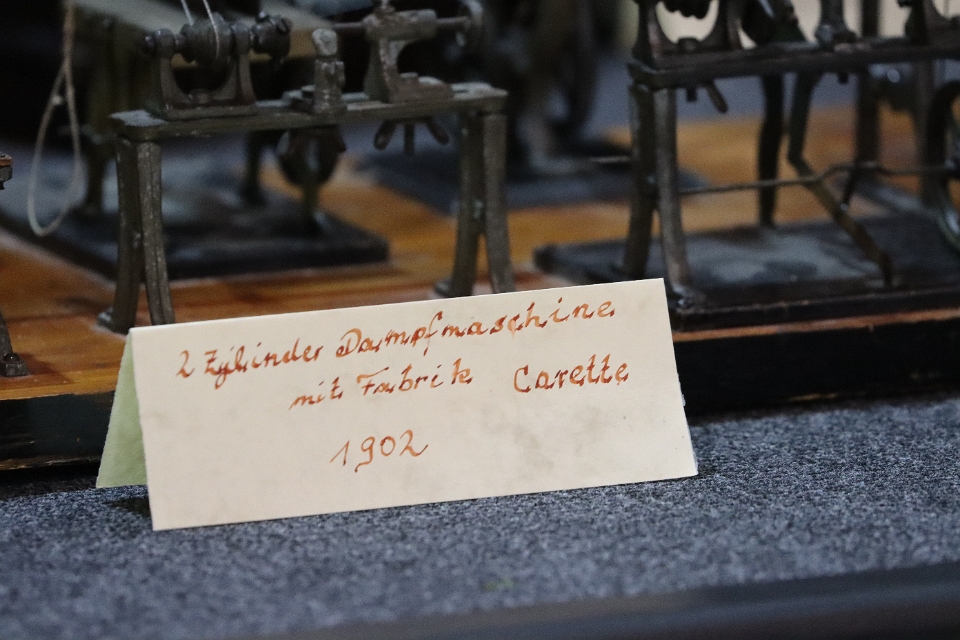 2 Zylinder Dampfmaschine
mit Fabrik Carette
1902